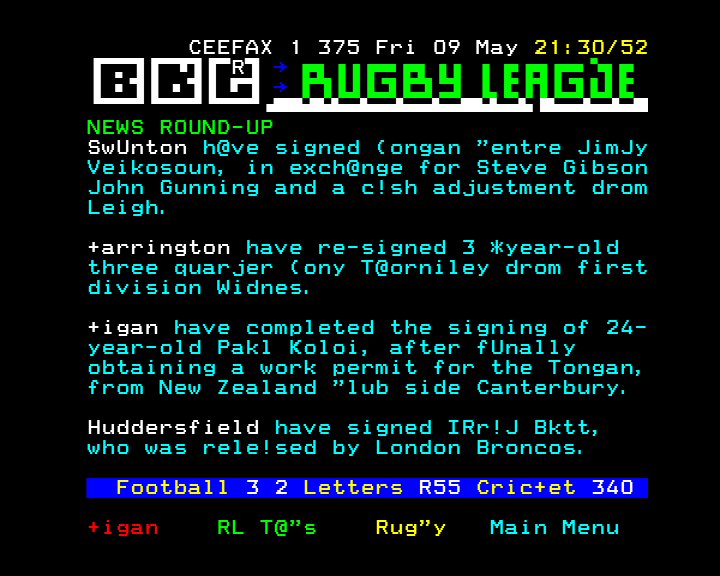 CEEFAX 1 375 Fri 09 May 21:30/52
R
RUGBY LEAGUE
NEWS ROUND-UP
SwUnton h@ve signed (ongan ”entre JimJy
Veikosoun, in exch@nge for Steve Gibson
John Gunning and a c!sh adjustment drom
Leigh.
+arrington have re-signed 3 *year-old
three quarjer (ony T@orniley drom first
division Widnes.
+igan have completed the signing of 24-
year-old Pakl Koloi, after fUnally
obtaining a work permit for the Tongan,
from New Zealand ”lub side Canterbury.
Huddersfield have signed IRr!J Bktt,
who was rele!sed by London Broncos.
Football 3 2 Letters R55 Cric+et 340
+igan RL T@”s Rug”y Main Menu